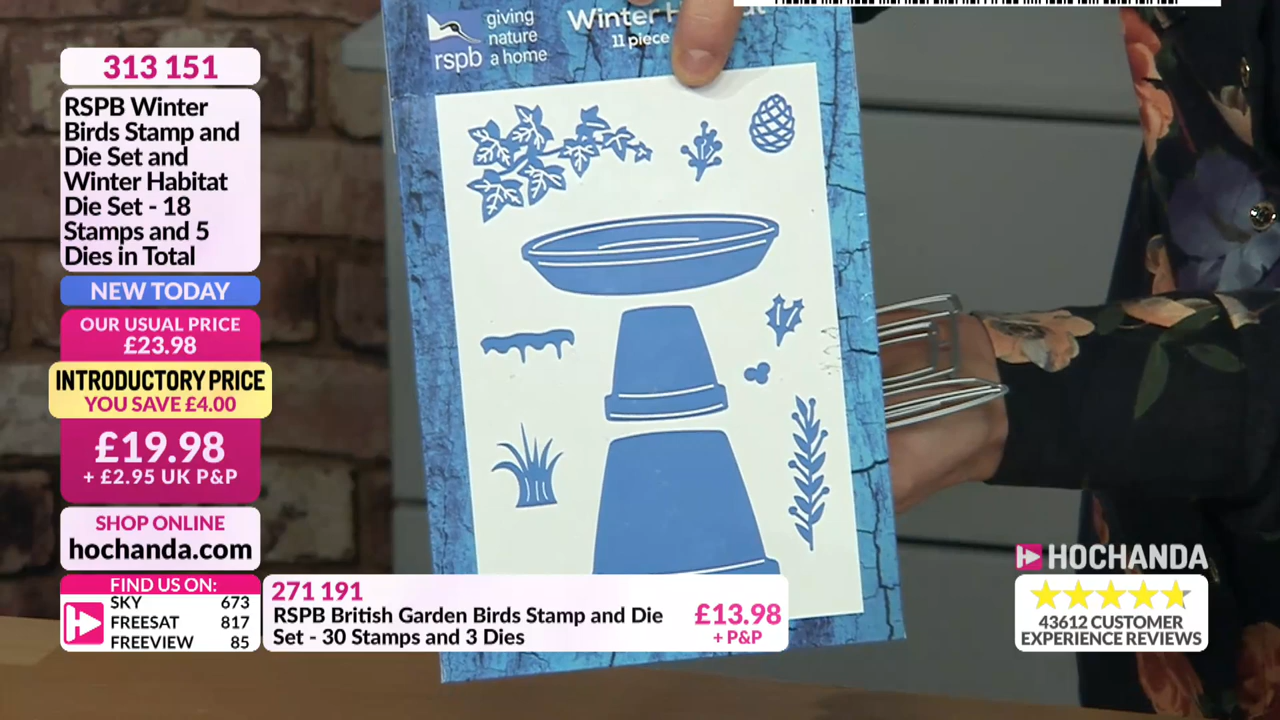 313 151
RSPB Winter
Birds Stamp and
Die Set and
Winter Habitat
Die Set - 18
Stamps and 5
Dies in Total
NEW TODAY
OUR USUAL PRICE
£23.98
INTRODUCTORY PRICE
YOU SAVE £4.00
£19.98
+ £2.95 UK P&P
SHOP ONLINE
hochanda.com
FIND US ON:
SKY 673
FREESAT 817
FREEVIEW 85
271 191
RSPB British Garden Birds Stamp and Die
Set - 30 Stamps and 3 Dies
£13.98
+ P&P
giving
nature
a home
rspb
Winter
11 piece
HOCHANDA
43612 CUSTOMER
EXPERIENCE REVIEWS